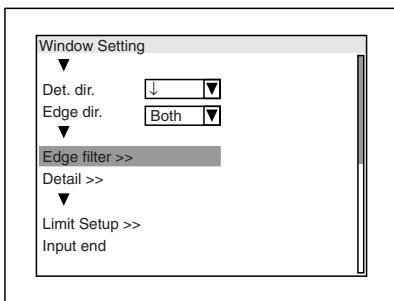 Window Setting
▼
Det. dir. ↓ ▼
Edge dir. Both ▼
▼
Edge filter >>
Detail >>
▼
Limit Setup >>
Input end